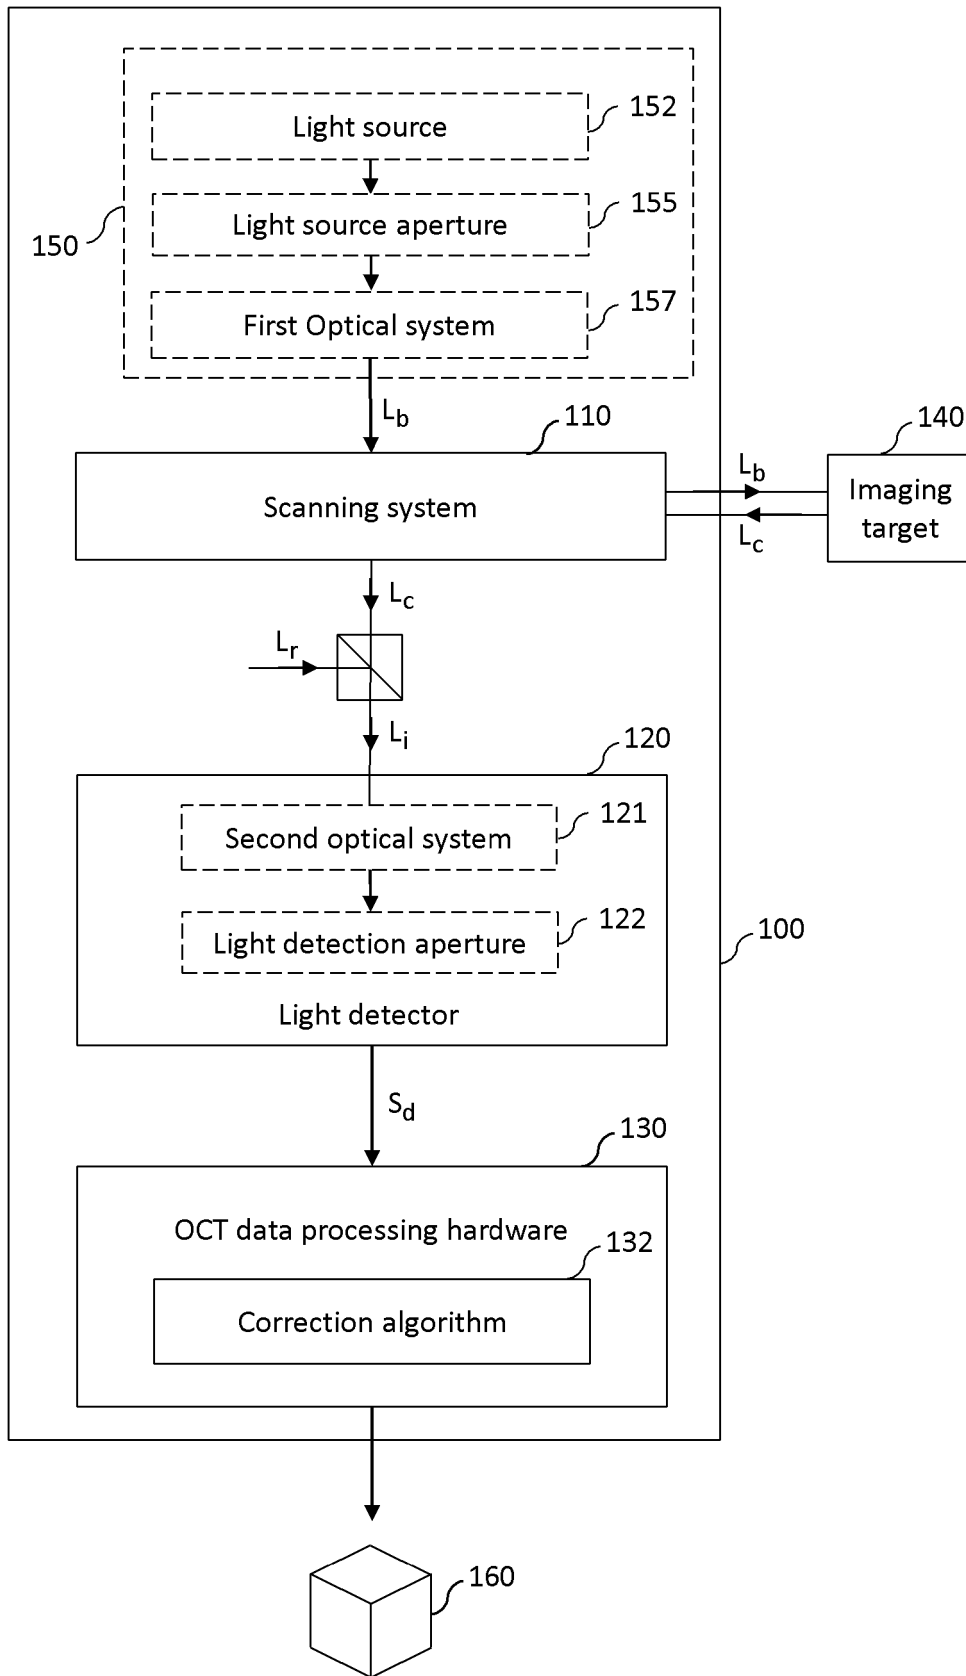 152
Light source
155
Light source aperture
150
157
First Optical system
L_b
110
140
Scanning system
L_b
L_c
Imaging
target
L_c
L_r
L_i
120
121
Second optical system
122
Light detection aperture
100
Light detector
S_d
130
OCT data processing hardware
132
Correction algorithm
160